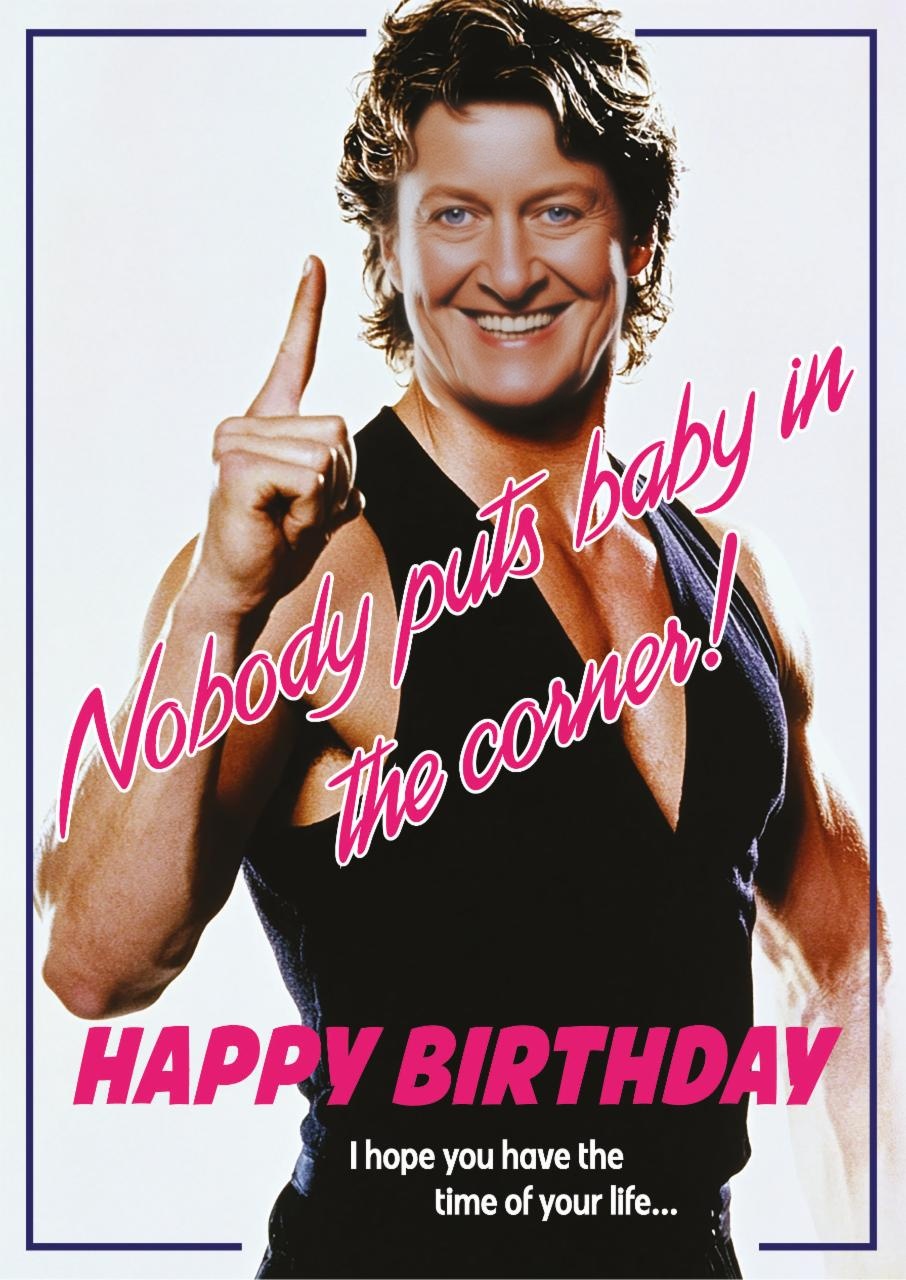 Nobody puts baby in
the corner!
HAPPY BIRTHDAY
I hope you have the
time of your life...